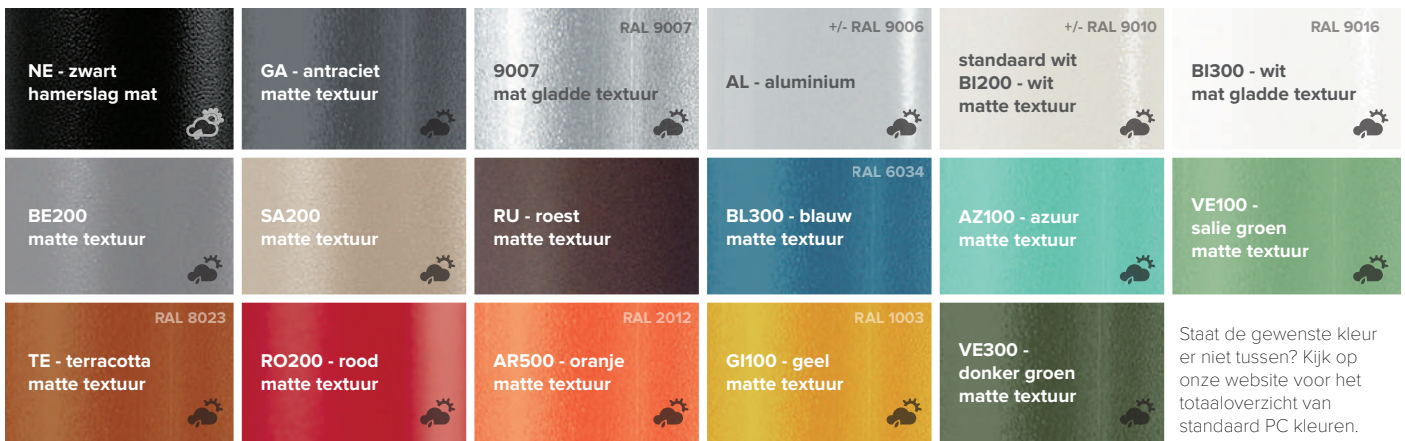 NE - zwart
hamerslag mat
GA - antraciet
matte textuur
RAL 9007
9007
mat gladde textuur
+/- RAL 9006
AL - aluminium
+/- RAL 9010
standaard wit
BI200 - wit
matte textuur
RAL 9016
BI300 - wit
mat gladde textuur
BE200
matte textuur
SA200
matte textuur
RU - roest
matte textuur
RAL 6034
BL300 - blauw
matte textuur
AZ100 - azuur
matte textuur
VE100 -
salie groen
matte textuur
RAL 8023
TE - terracotta
matte textuur
RO200 - rood
matte textuur
RAL 2012
AR500 - oranje
matte textuur
RAL 1003
GI100 - geel
matte textuur
VE300 -
donker groen
matte textuur
Staat de gewenste kleur
er niet tussen? Kijk op
onze website voor het
totaaloverzicht van
standaard PC kleuren.